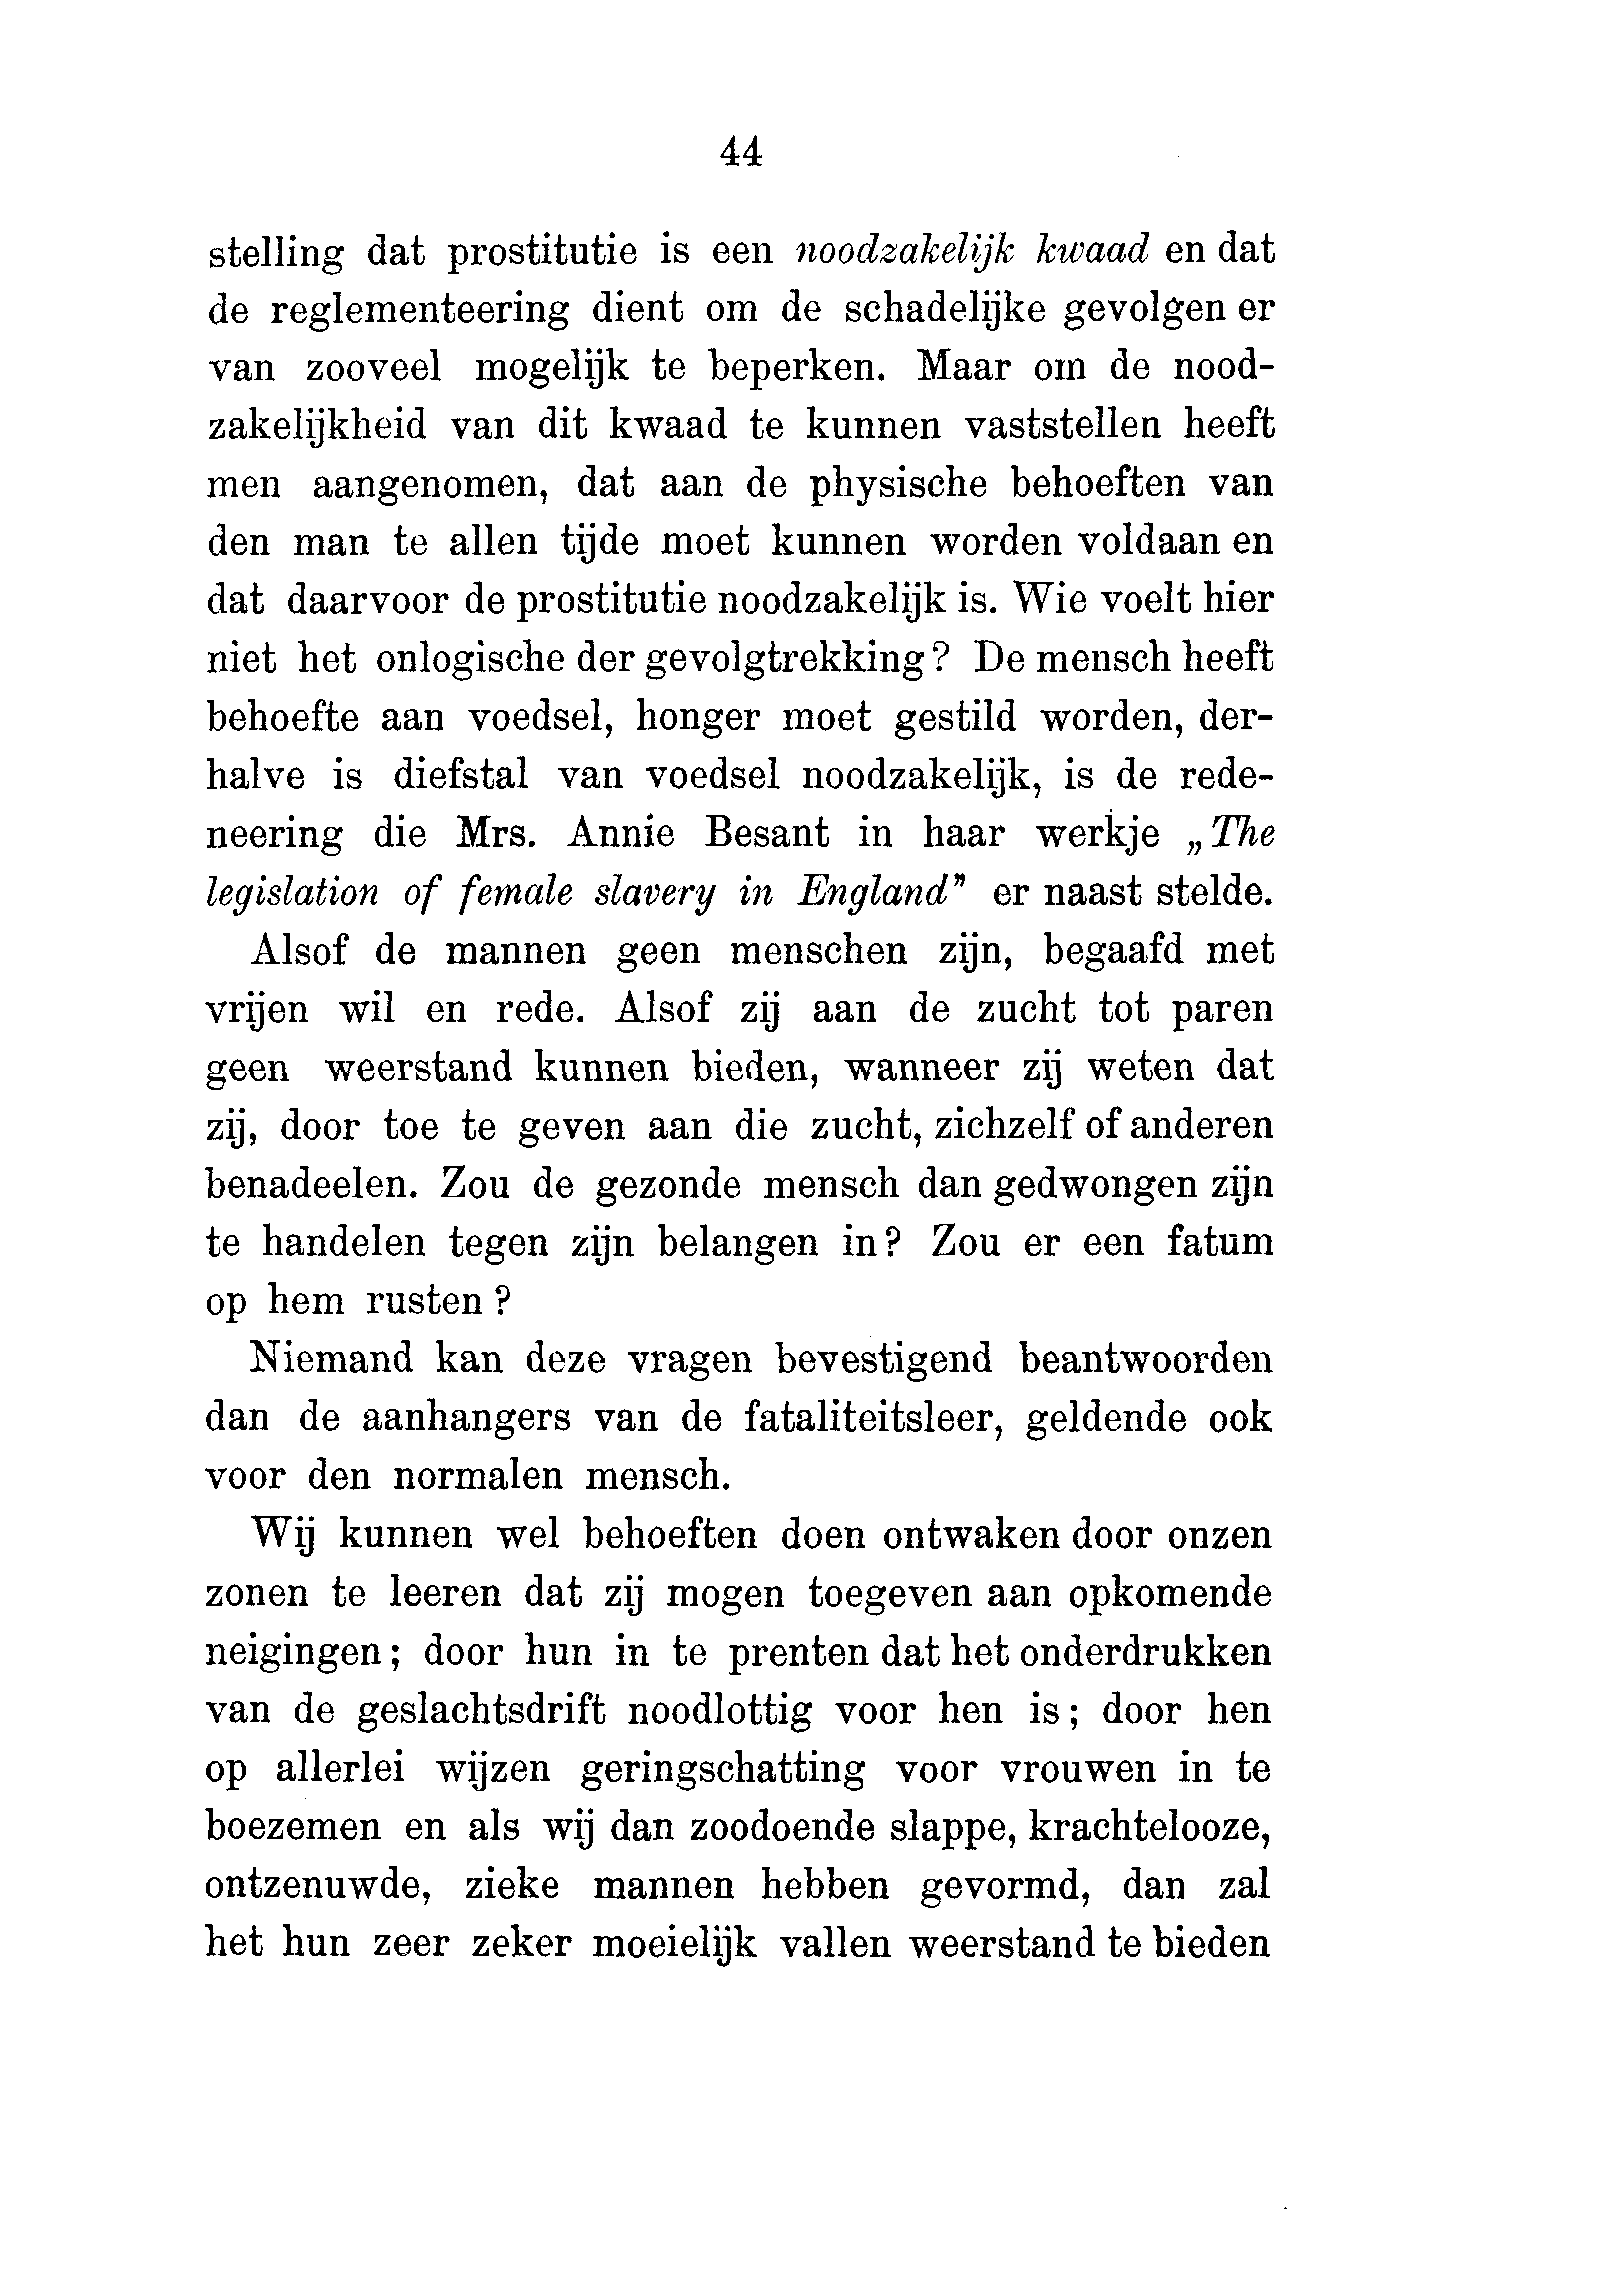 44
stelling dat prostitutie is een noodzakelijk kwaad en dat
de reglementeering dient om de schadelijke gevolgen er
van zooveel mogelijk te beperken. Maar om de nood-
zakelijkheid van dit kwaad te kunnen vaststellen heeft
men aangenomen, dat aan de physische behoeften van
den man te allen tijde moet kunnen worden voldaan en
dat daarvoor de prostitutie noodzakelijk is. Wie voelt hier
niet het onlogische der gevolgtrekking? De mensch heeft
behoefte aan voedsel, honger moet gestild worden, der-
halve is diefstal van voedsel noodzakelijk, is de rede-
neering die Mrs. Annie Besant in haar werkje „The
legislation of female slavery in England” er naast stelde.
Alsof de mannen geen menschen zijn, begaafd met
vrijen wil en rede. Alsof zij aan de zucht tot paren
geen weerstand kunnen bieden, wanneer zij weten dat
zij, door toe te geven aan die zucht, zichzelf of anderen
benadeelen. Zou de gezonde mensch dan gedwongen zijn
te handelen tegen zijn belangen in? Zou er een fatum
op hem rusten?
Niemand kan deze vragen bevestigend beantwoorden
dan de aanhangers van de fataliteitsleer, geldende ook
voor den normalen mensch.
Wij kunnen wel behoeften doen ontwaken door onzen
zonen te leeren dat zij mogen toegeven aan opkomende
neigingen; door hun in te prenten dat het onderdrukken
van de geslachtsdrift noodlottig voor hen is; door hen
op allerlei wijzen geringschatting voor vrouwen in te
boezemen en als wij dan zoodoende slappe, krachtelooze,
ontzenuwde, zieke mannen hebben gevormd, dan zal
het hun zeer zeker moeielijk vallen weerstand te bieden